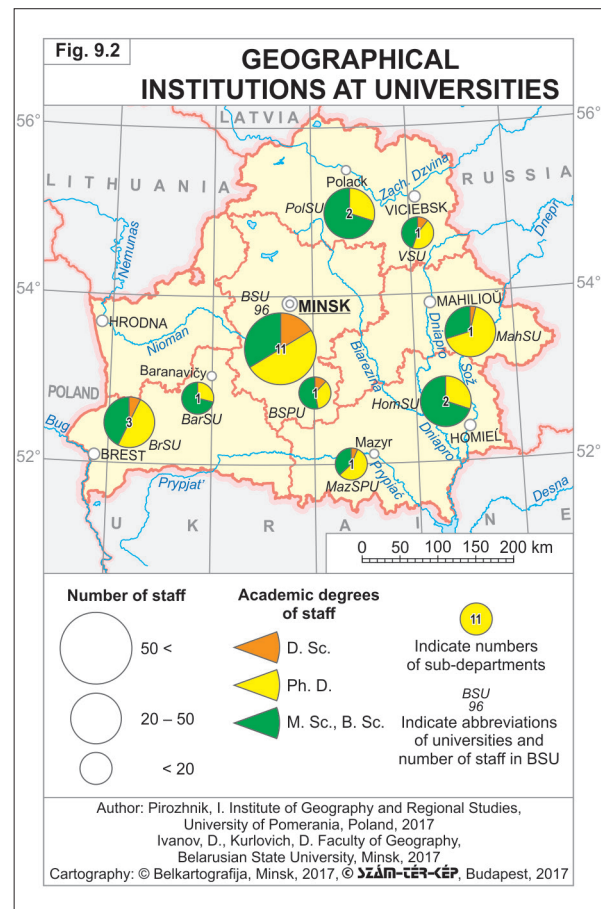 Fig. 9.2
GEOGRAPHICAL
INSTITUTIONS AT UNIVERSITIES
56°
LATVIA
56°
LITHUANIA
Polack
Zach. Dzvina
RUSSIA
PolSU
2
VICIEBSK
1
VSU
Dnepr
Nemunas
54°
BSU
96
MINSK
MAHILIOŬ
54°
HRODNA
Nioman
11
Biarezina
Dniapro
1
MahSU
Sož
Baranavičy
POLAND
1
BarSU
1
BSPU
HomSU
2
3
BrSU
Bug
BREST
Mazyr
Dniapro
HOMIEĽ
52°
1
MazSPU
52°
Prypjat'
Prypiać
Desna
UKRAINE
0 50 100 150 200 km
Number of staff
50 <
20 – 50
< 20
Academic degrees
of staff
D. Sc.
Ph. D.
M. Sc., B. Sc.
11
Indicate numbers
of sub-departments
BSU
96
Indicate abbreviations
of universities and
number of staff in BSU
Author: Pirozhnik, I. Institute of Geography and Regional Studies,
University of Pomerania, Poland, 2017
Ivanov, D., Kurlovich, D. Faculty of Geography,
Belarusian State University, Minsk, 2017
Cartography: © Belkartografija, Minsk, 2017, © SZÁM-TÉR-KÉP, Budapest, 2017